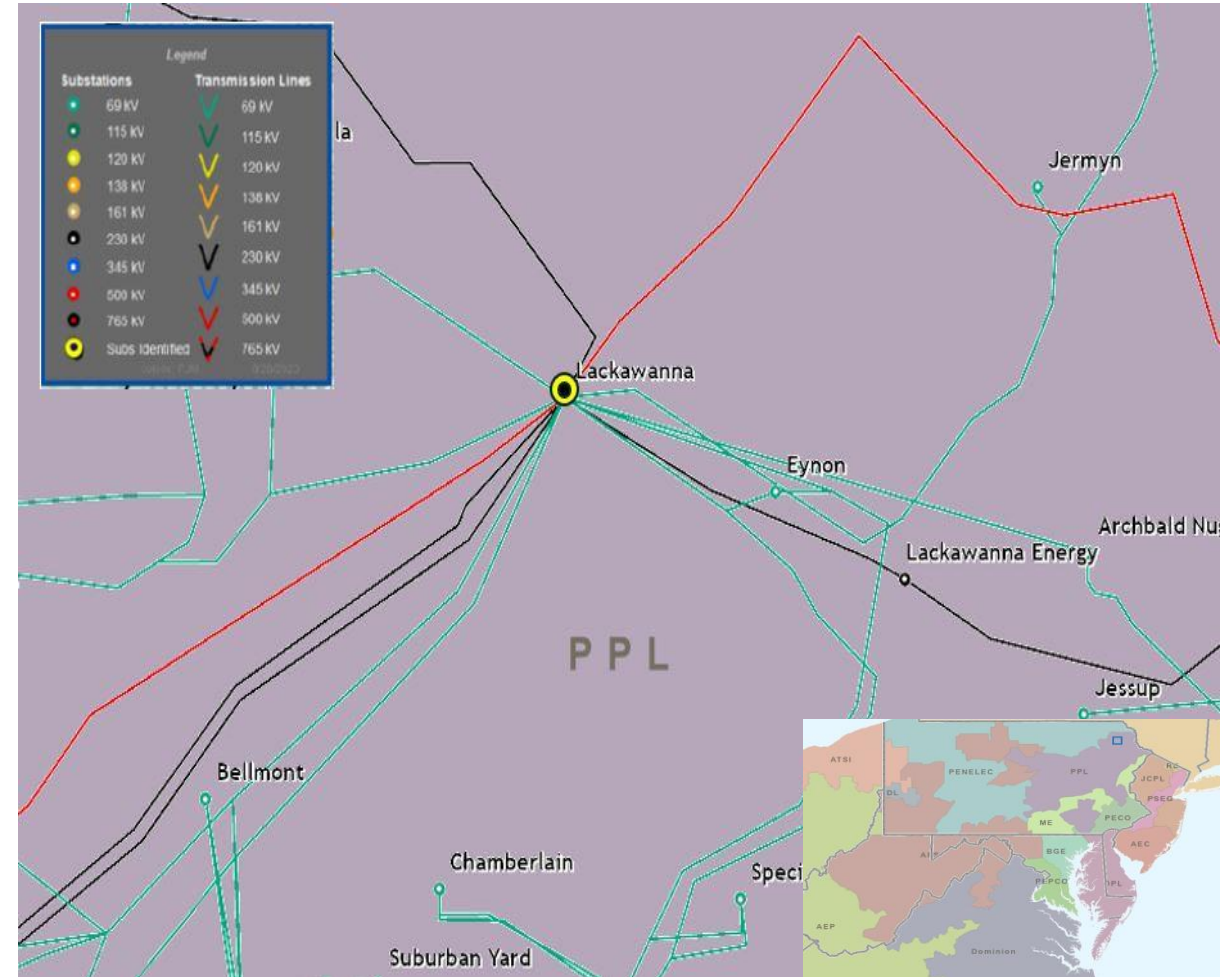 Legend
Substations Transmission Lines
69 kV 69 kV
115 kV 115 kV
120 kV 120 kV
138 kV 138 kV
161 kV 161 kV
230 kV 230 kV
345 kV 345 kV
500 kV 500 kV
765 kV 765 kV
Subs Identified
la
Jermyn
Lackawanna
Eynon
Archbald Nu
Lackawanna Energy
PPL
Jessup
Bellmont
Chamberlain
Speci
Suburban Yard
ATSI
PENELEC
PPL
DL
JCPL
PSEG
ME
PECO
BGE
AEC
PEPCO
AEP
Dominion